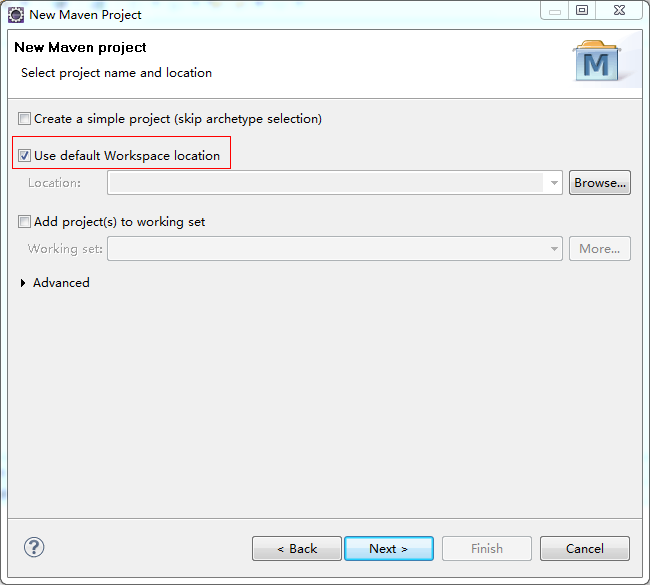 New Maven Project
New Maven project
Select project name and location
M
Create a simple project (skip archetype selection)
Use default Workspace location
Location:
Browse...
Add project(s) to working set
Working set:
More...
Advanced
?
< Back
Next >
Finish
Cancel